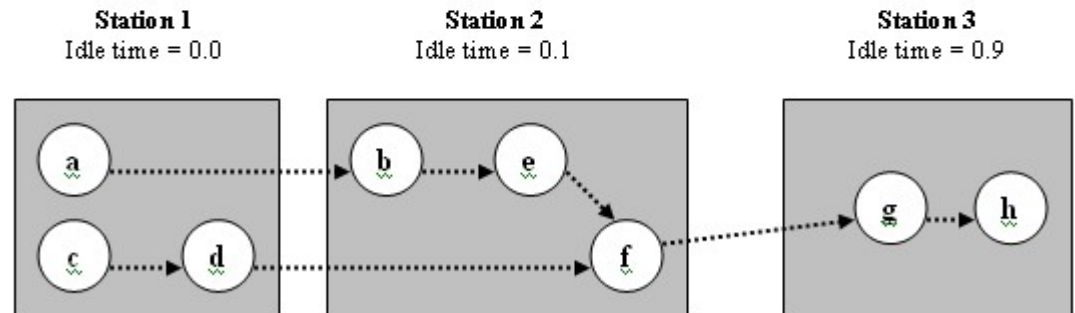 Station 1
Idle time = 0.0
Station 2
Idle time = 0.1
Station 3
Idle time = 0.9
a
b
e
c
d
f
g
h